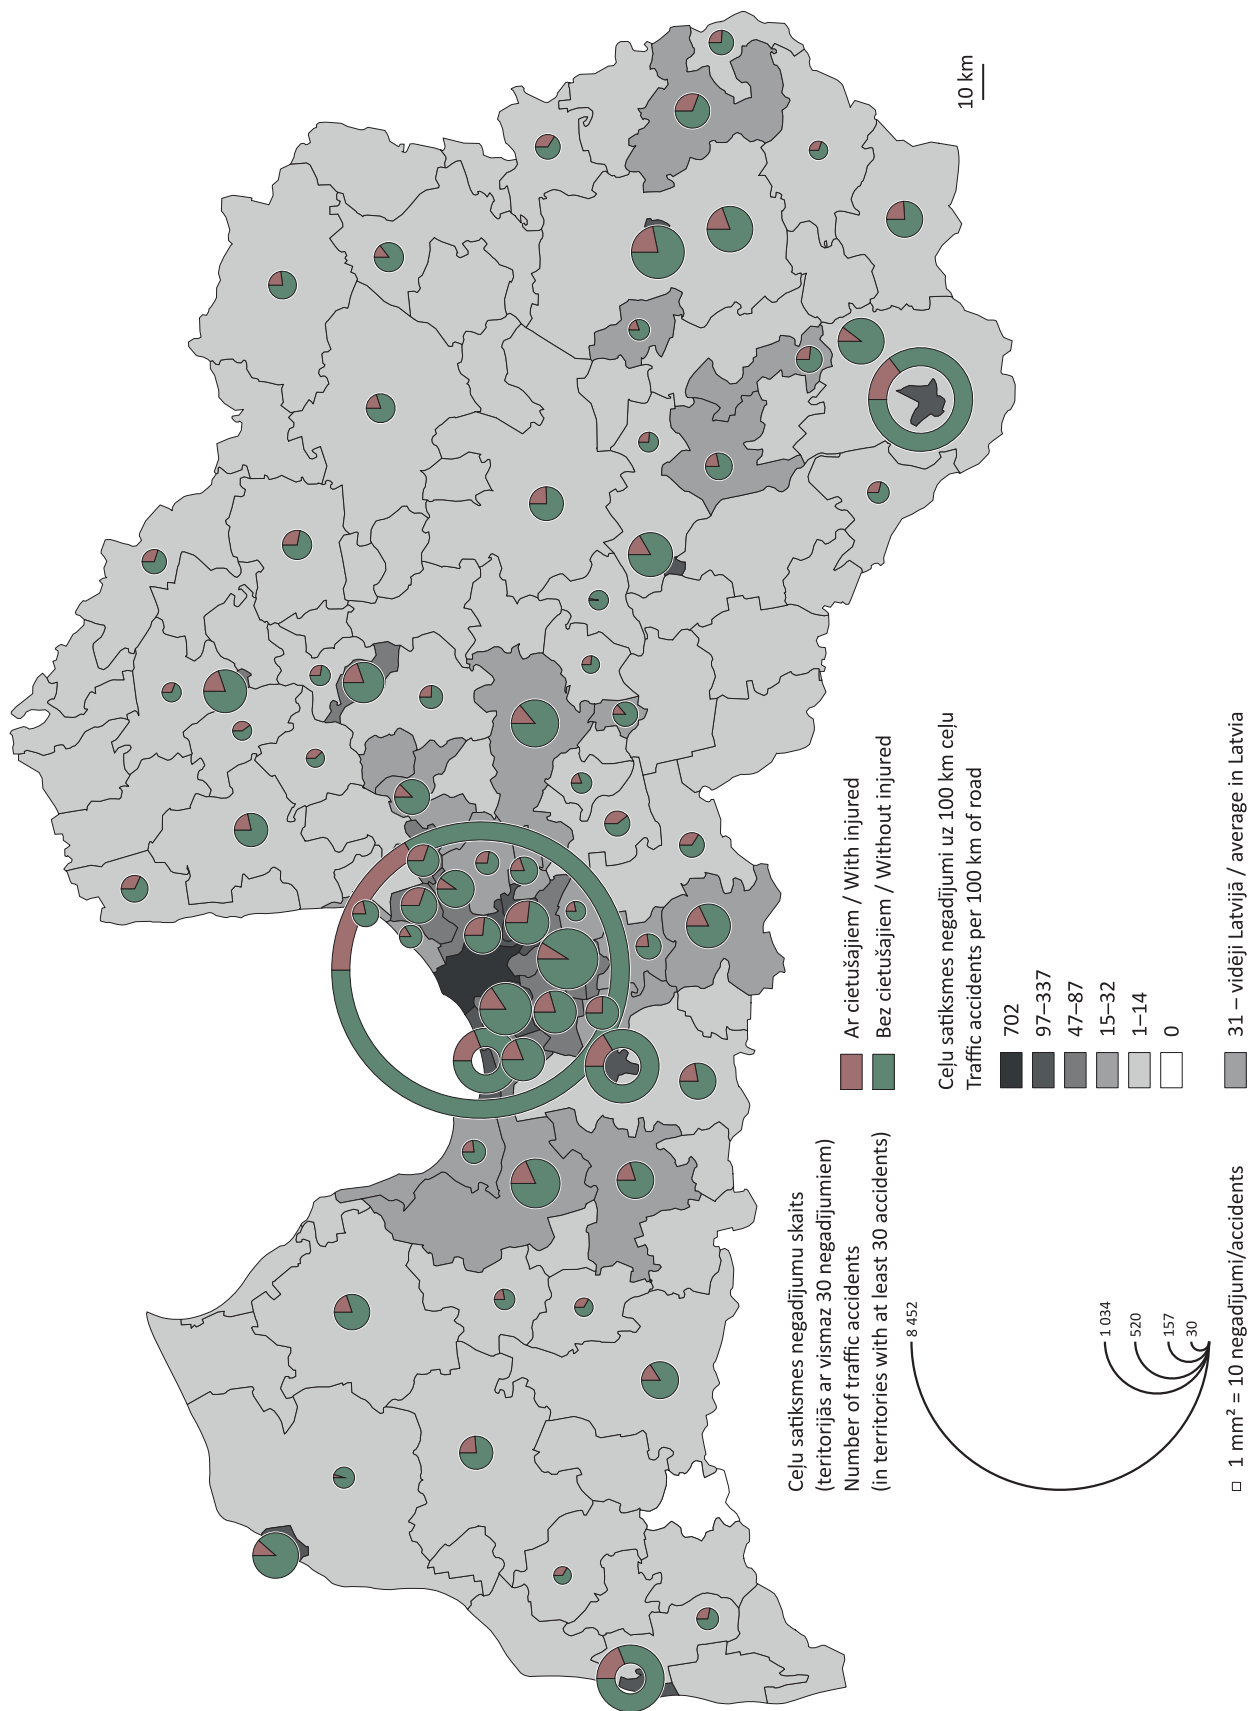 10 km
Ar cietušajiem / With injured
Bez cietušajiem / Without injured
Ceļu satiksmes negadījumi uz 100 km ceļu
Traffic accidents per 100 km of road
702
97–337
47–87
15–32
1–14
0
31 – vidēji Latvijā / average in Latvia
Ceļu satiksmes negadījumu skaits
(teritorijās ar vismaz 30 negadījumiem)
Number of traffic accidents
(in territories with at least 30 accidents)
8 452
1 034
520
157
30
1 mm² = 10 negadījumi/accidents